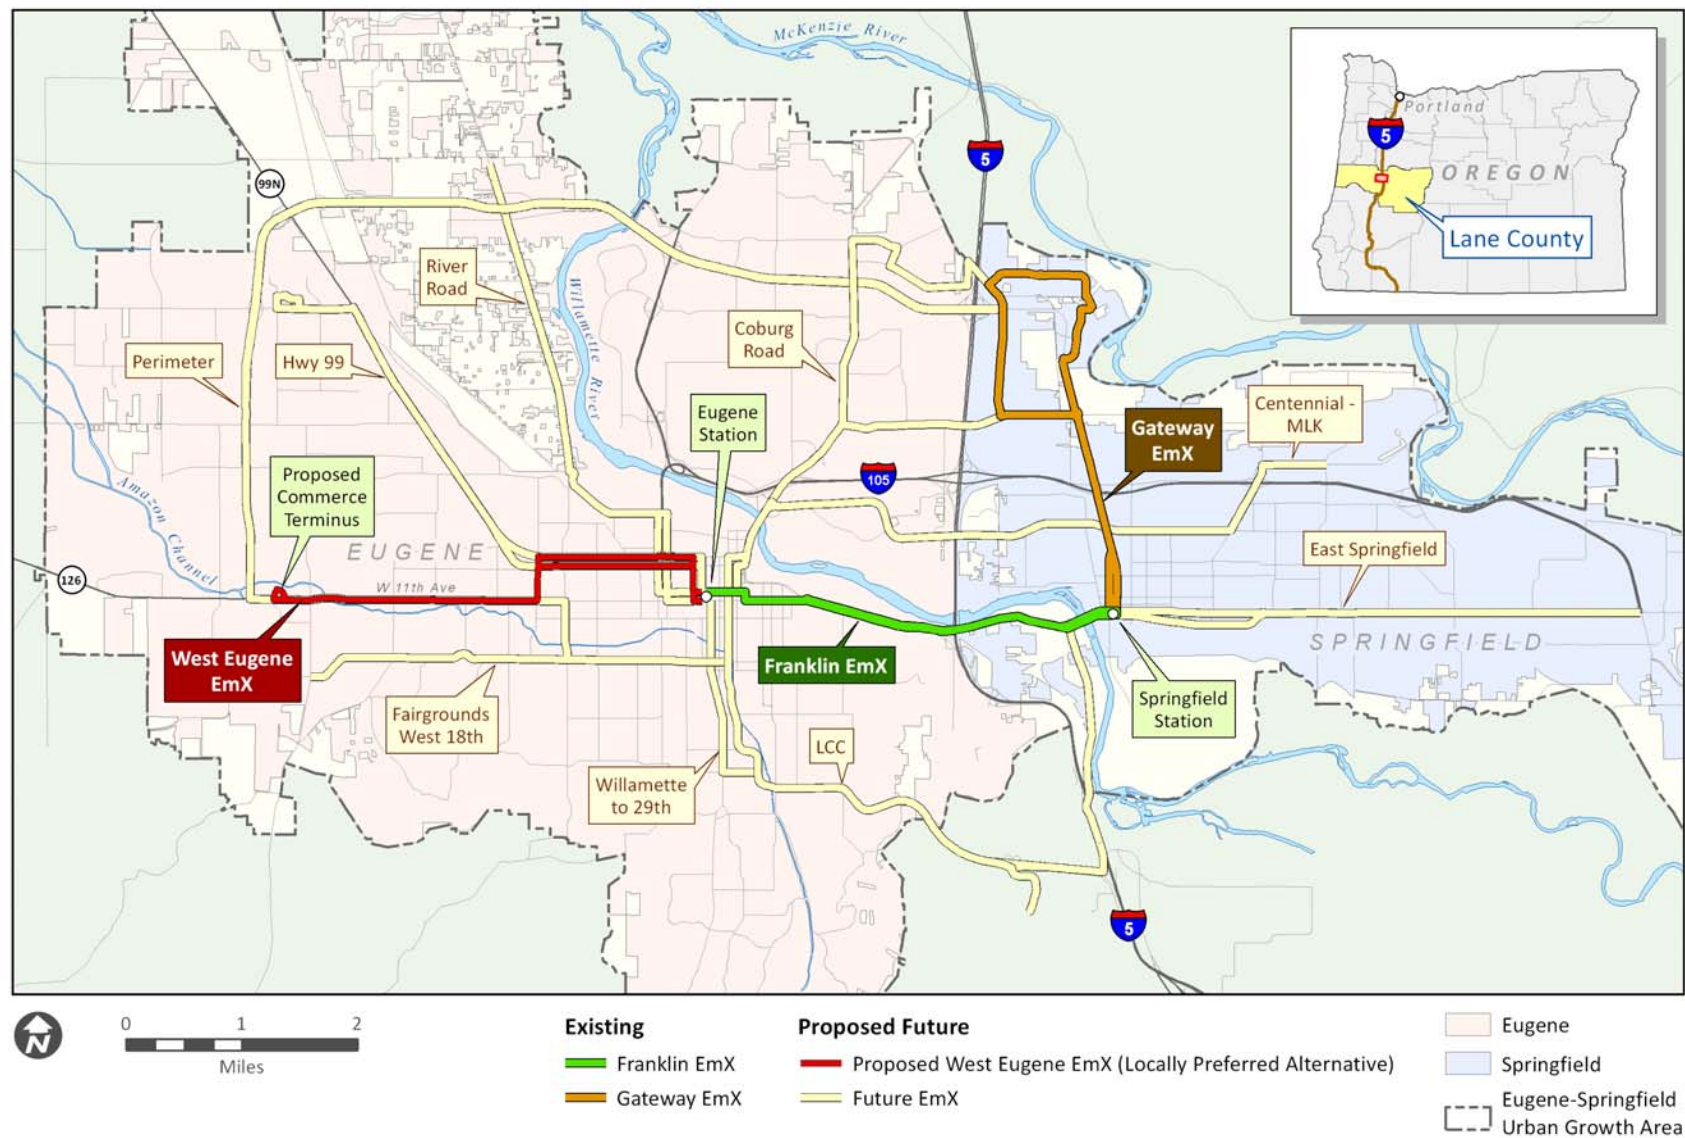 McKenzie River
Portland
5
OREGON
Lane County
5
99N
River
Road
Willamette River
Coburg
Road
Perimeter
Hwy 99
Eugene
Station
Gateway
EmX
Centennial -
MLK
Proposed
Commerce
Terminus
105
Amazon Channel
EUGENE
126
W 11th Ave
East Springfield
West Eugene
EmX
Franklin EmX
SPRINGFIELD
Springfield
Station
Fairgrounds
West 18th
LCC
Willamette
to 29th
5
N
0 1 2
Miles
Existing
Franklin EmX
Gateway EmX
Proposed Future
Proposed West Eugene EmX (Locally Preferred Alternative)
Future EmX
Eugene
Springfield
Eugene-Springfield
Urban Growth Area